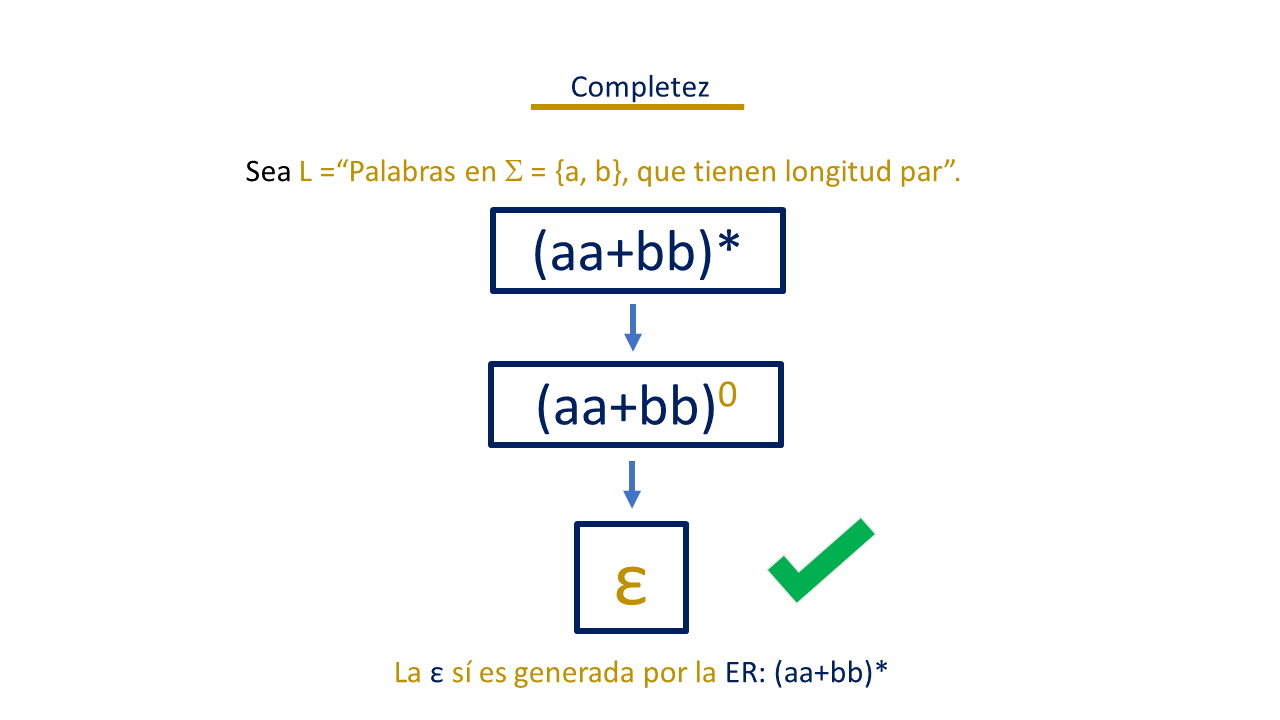 Completez
Sea L =“Palabras en Σ = {a, b}, que tienen longitud par”.
(aa+bb)*
(aa+bb)⁰
ε
La ε sí es generada por la ER: (aa+bb)*